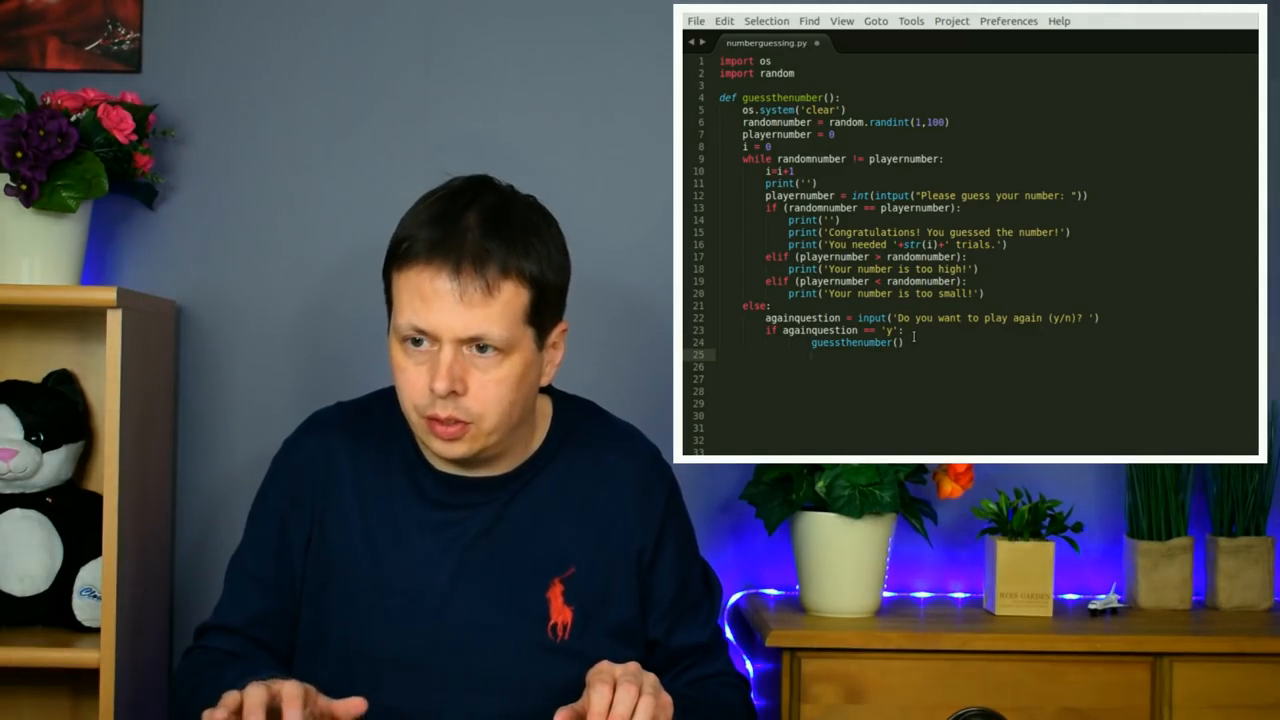 File Edit Selection Find View Goto Tools Project Preferences Help
numberguessing.py
1 import os
2 import random
3
4 def guessthenumber():
5 os.system('clear')
6 randomnumber = random.randint(1,100)
7 playernumber = 0
8 i = 0
9 while randomnumber != playernumber:
10 i=i+1
11 print('')
12 playernumber = int(intput("Please guess your number: "))
13 if (randomnumber == playernumber):
14 print('')
15 print('Congratulations! You guessed the number!')
16 print('You needed '+str(i)+' trials.')
17 elif (playernumber > randomnumber):
18 print('Your number is too high!')
19 elif (playernumber < randomnumber):
20 print('Your number is too small!')
21 else:
22 againquestion = input('Do you want to play again (y/n)? ')
23 if againquestion == 'y':
24 guessthenumber()
25
26
27
28
29
30
31
32
33
HERB GARDEN